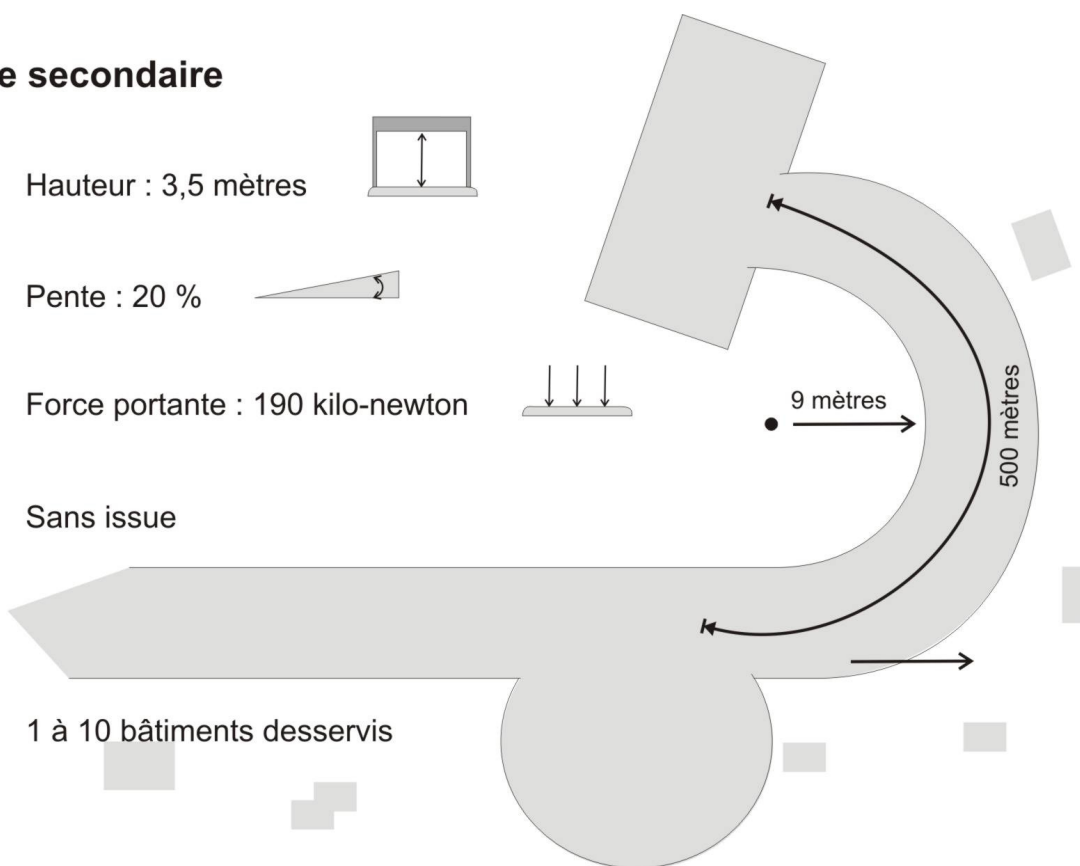 e secondaire
Hauteur : 3,5 mètres
Pente : 20 %
Force portante : 190 kilo-newton
9 mètres
500 mètres
Sans issue
1 à 10 bâtiments desservis